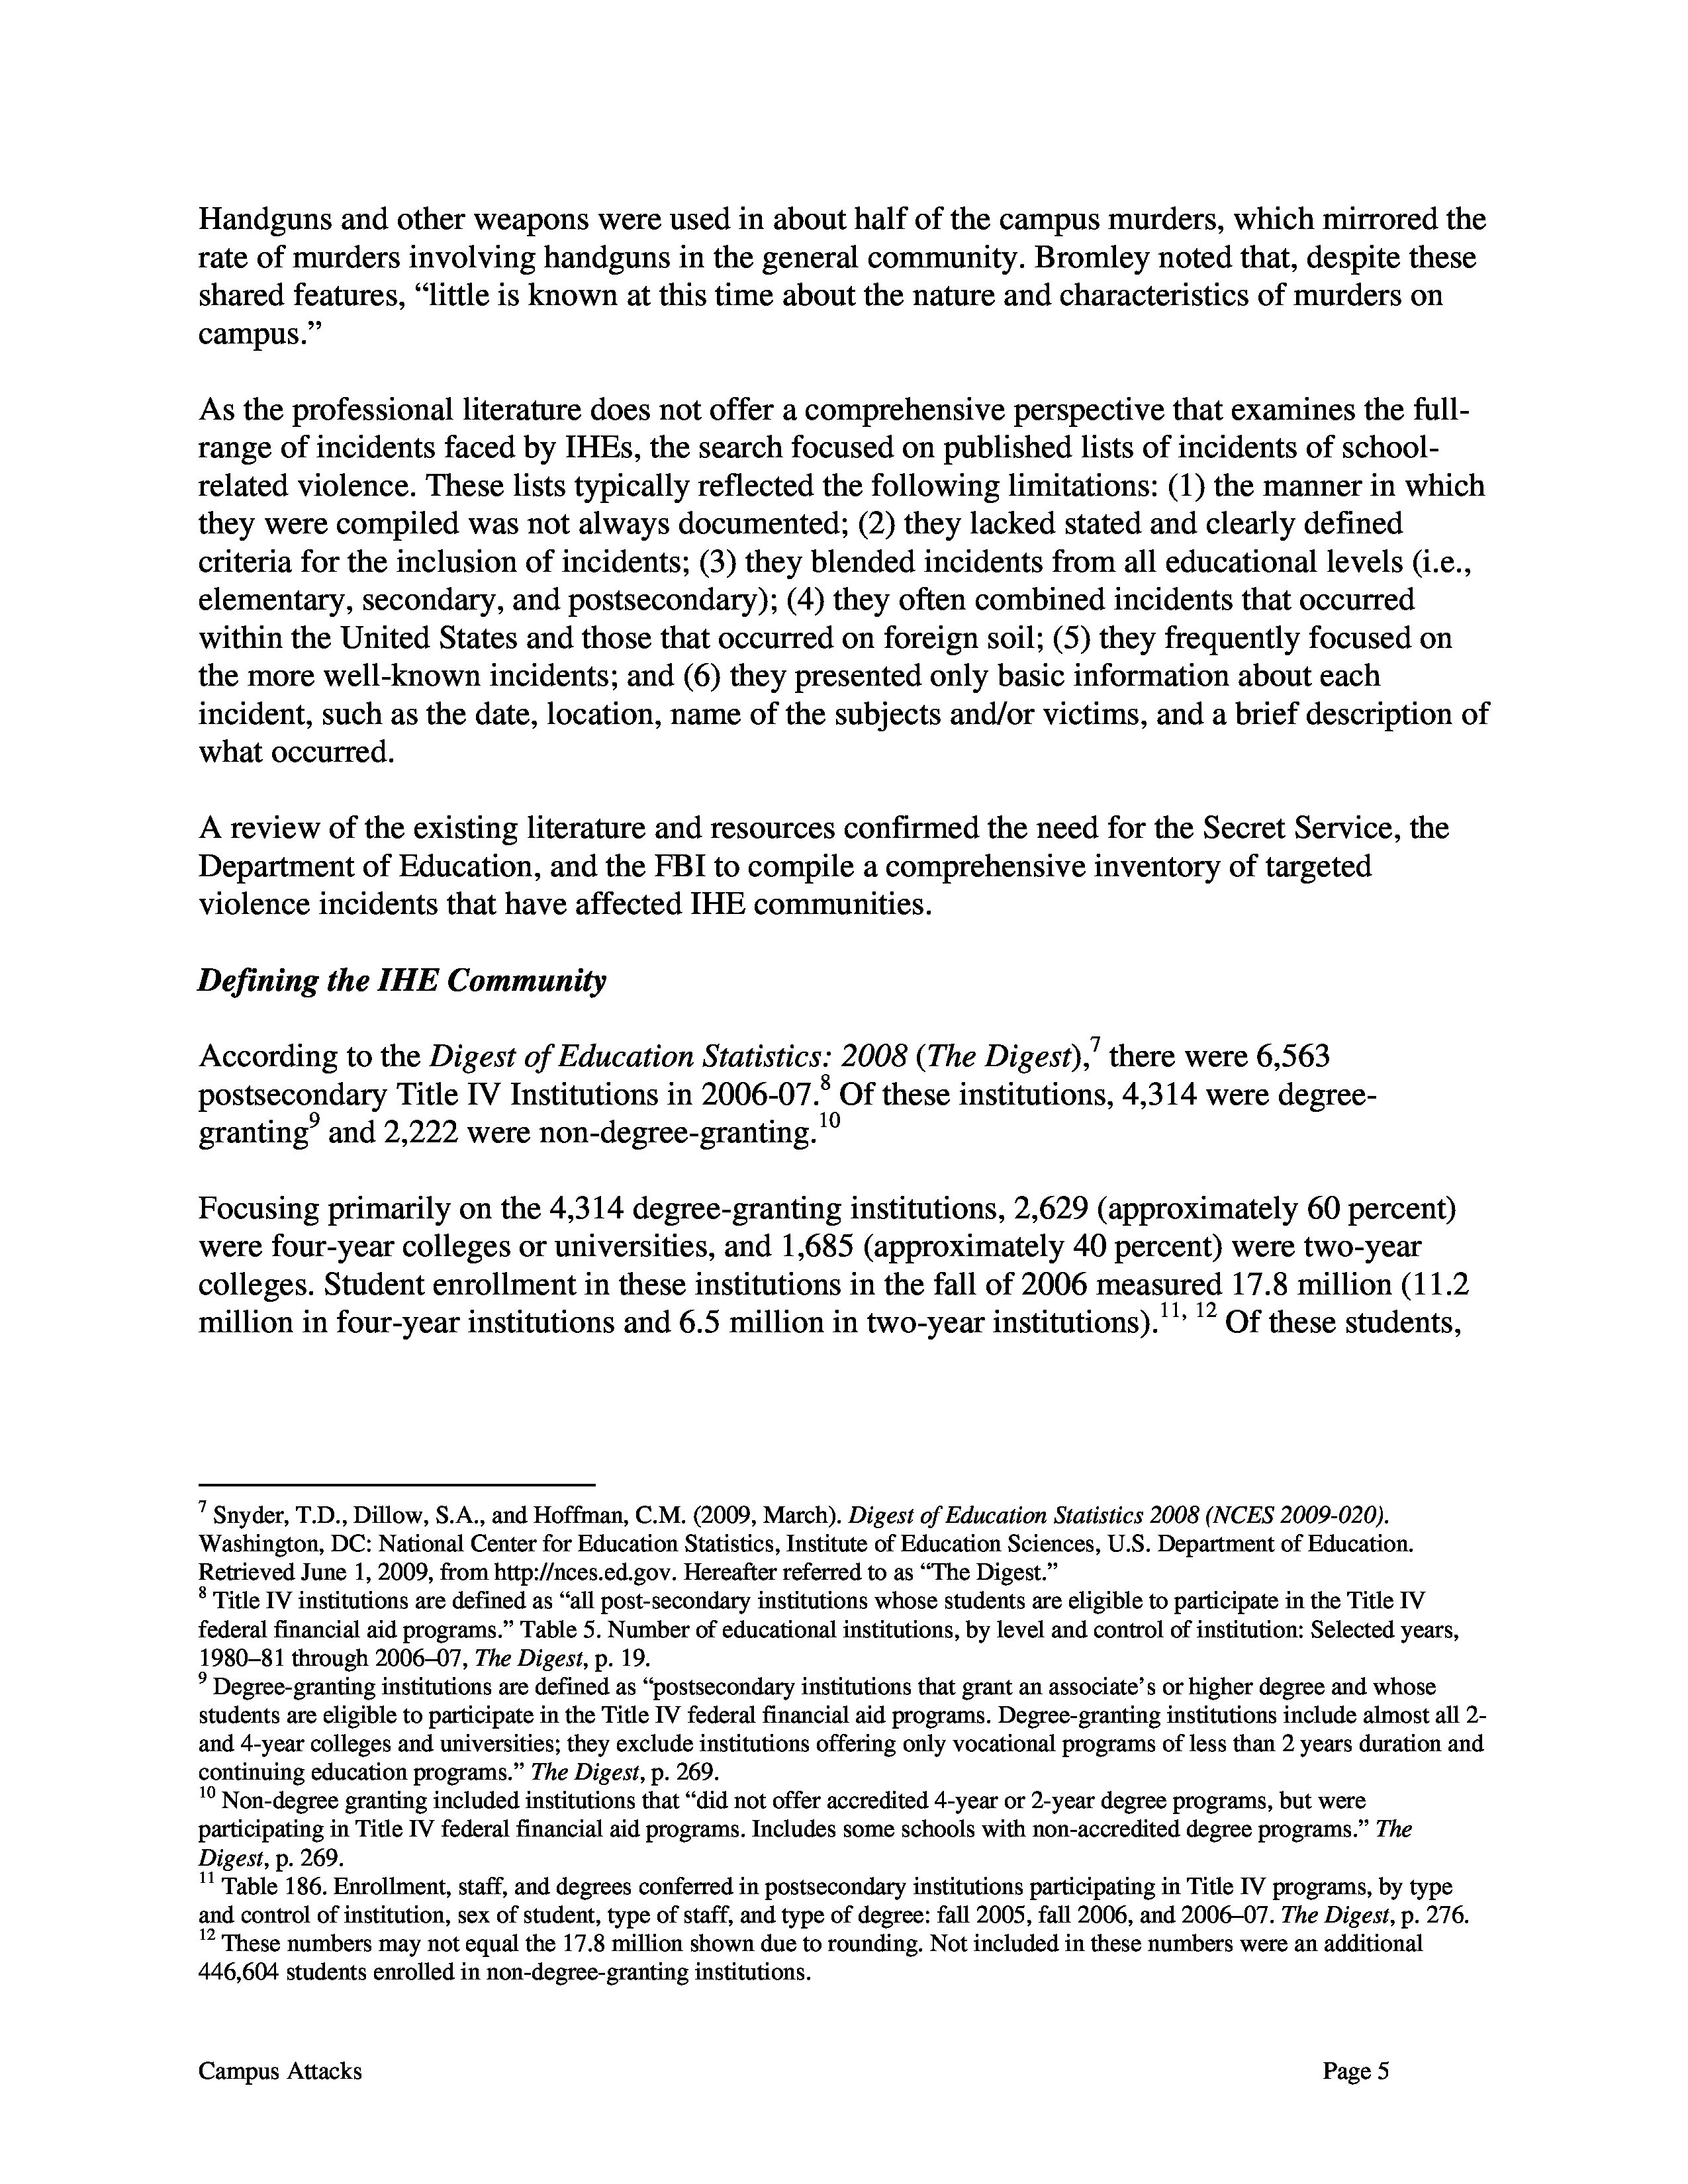 Handguns and other weapons were used in about half of the campus murders, which mirrored the
rate of murders involving handguns in the general community. Bromley noted that, despite these
shared features, “little is known at this time about the nature and characteristics of murders on
campus.”
As the professional literature does not offer a comprehensive perspective that examines the full-
range of incidents faced by IHEs, the search focused on published lists of incidents of school-
related violence. These lists typically reflected the following limitations: (1) the manner in which
they were compiled was not always documented; (2) they lacked stated and clearly defined
criteria for the inclusion of incidents; (3) they blended incidents from all educational levels (i.e.,
elementary, secondary, and postsecondary); (4) they often combined incidents that occurred
within the United States and those that occurred on foreign soil; (5) they frequently focused on
the more well-known incidents; and (6) they presented only basic information about each
incident, such as the date, location, name of the subjects and/or victims, and a brief description of
what occurred.
A review of the existing literature and resources confirmed the need for the Secret Service, the
Department of Education, and the FBI to compile a comprehensive inventory of targeted
violence incidents that have affected IHE communities.
Defining the IHE Community
According to the Digest of Education Statistics: 2008 (The Digest),7 there were 6,563
postsecondary Title IV Institutions in 2006-07.8 Of these institutions, 4,314 were degree-
granting9 and 2,222 were non-degree-granting.10
Focusing primarily on the 4,314 degree-granting institutions, 2,629 (approximately 60 percent)
were four-year colleges or universities, and 1,685 (approximately 40 percent) were two-year
colleges. Student enrollment in these institutions in the fall of 2006 measured 17.8 million (11.2
million in four-year institutions and 6.5 million in two-year institutions).11, 12 Of these students,
7 Snyder, T.D., Dillow, S.A., and Hoffman, C.M. (2009, March). Digest of Education Statistics 2008 (NCES 2009-020).
Washington, DC: National Center for Education Statistics, Institute of Education Sciences, U.S. Department of Education.
Retrieved June 1, 2009, from http://nces.ed.gov. Hereafter referred to as “The Digest.”
8 Title IV institutions are defined as “all post-secondary institutions whose students are eligible to participate in the Title IV
federal financial aid programs.” Table 5. Number of educational institutions, by level and control of institution: Selected years,
1980–81 through 2006–07, The Digest, p. 19.
9 Degree-granting institutions are defined as “postsecondary institutions that grant an associate’s or higher degree and whose
students are eligible to participate in the Title IV federal financial aid programs. Degree-granting institutions include almost all 2-
and 4-year colleges and universities; they exclude institutions offering only vocational programs of less than 2 years duration and
continuing education programs.” The Digest, p. 269.
10 Non-degree granting included institutions that “did not offer accredited 4-year or 2-year degree programs, but were
participating in Title IV federal financial aid programs. Includes some schools with non-accredited degree programs.” The
Digest, p. 269.
11 Table 186. Enrollment, staff, and degrees conferred in postsecondary institutions participating in Title IV programs, by type
and control of institution, sex of student, type of staff, and type of degree: fall 2005, fall 2006, and 2006–07. The Digest, p. 276.
12 These numbers may not equal the 17.8 million shown due to rounding. Not included in these numbers were an additional
446,604 students enrolled in non-degree-granting institutions.
Campus Attacks Page 5